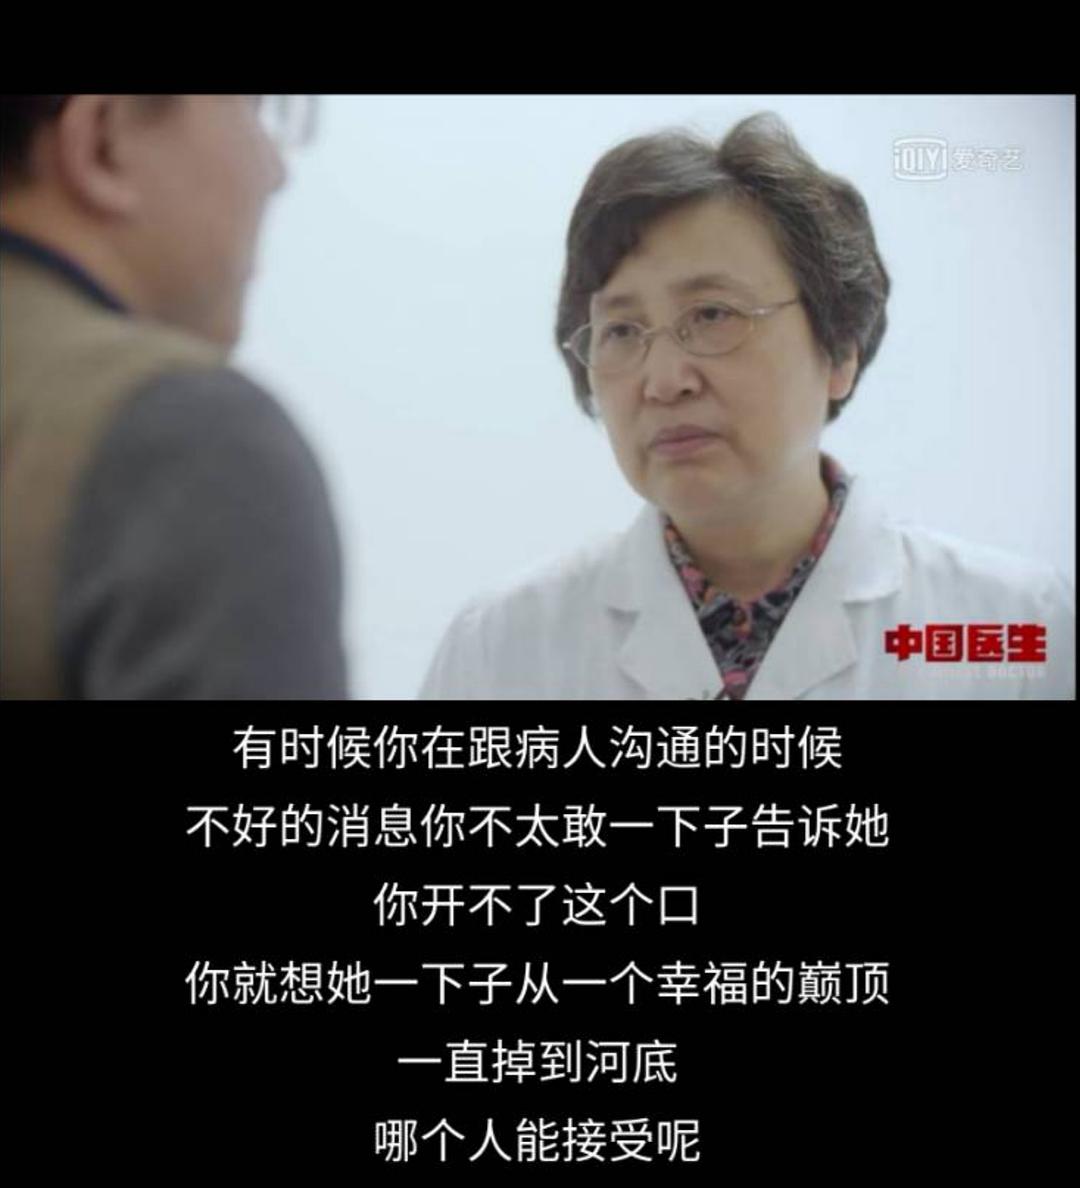 iQIYI 爱奇艺
中国医生
有时候你在跟病人沟通的时候
不好的消息你不太敢一下子告诉她
你开不了这个口
你就想她一下子从一个幸福的巅顶
一直掉到河底
哪个人能接受呢